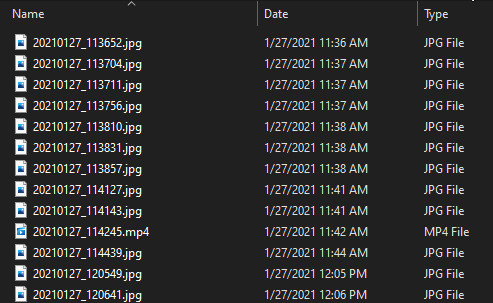 Name Date Type
20210127_113652.jpg 1/27/2021 11:36 AM JPG File
20210127_113704.jpg 1/27/2021 11:37 AM JPG File
20210127_113711.jpg 1/27/2021 11:37 AM JPG File
20210127_113756.jpg 1/27/2021 11:37 AM JPG File
20210127_113810.jpg 1/27/2021 11:38 AM JPG File
20210127_113831.jpg 1/27/2021 11:38 AM JPG File
20210127_113857.jpg 1/27/2021 11:38 AM JPG File
20210127_114127.jpg 1/27/2021 11:41 AM JPG File
20210127_114143.jpg 1/27/2021 11:41 AM JPG File
20210127_114245.mp4 1/27/2021 11:42 AM MP4 File
20210127_114439.jpg 1/27/2021 11:44 AM JPG File
20210127_120549.jpg 1/27/2021 12:05 PM JPG File
20210127_120641.jpg 1/27/2021 12:06 PM JPG File